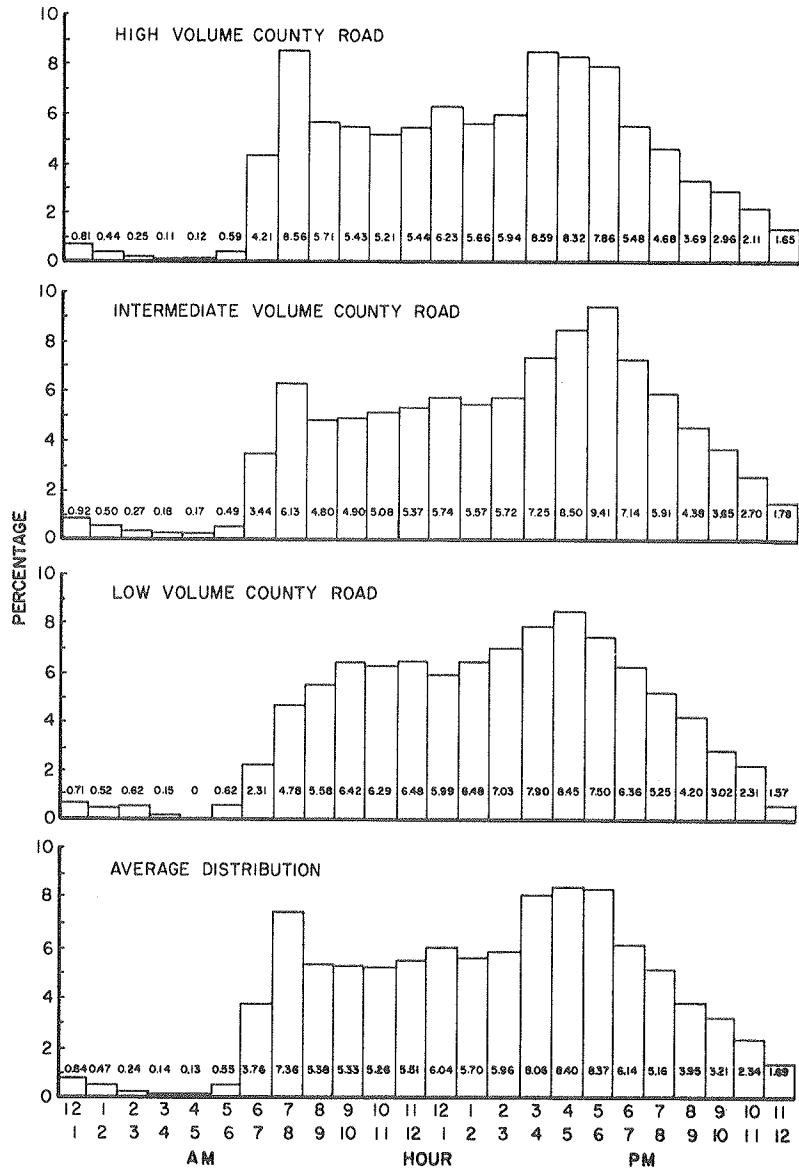 10
HIGH VOLUME COUNTY ROAD
8
6
4
2
0.81 0.44 0.25 0.11 0.12 0.59 4.21 8.56 5.71 5.43 5.21 5.44 6.23 5.66 5.94 8.59 8.32 7.86 5.48 4.68 3.69 2.96 2.11 1.65
0
10
INTERMEDIATE VOLUME COUNTY ROAD
8
6
4
2
0.92 0.50 0.27 0.18 0.17 0.49 3.44 6.13 4.80 4.90 5.08 5.37 5.74 5.57 5.72 7.25 8.50 9.41 7.14 5.91 4.38 3.65 2.70 1.78
0
PERCENTAGE
10
LOW VOLUME COUNTY ROAD
8
6
4
2
0.71 0.52 0.62 0.15 0 0.62 2.31 4.78 5.58 6.42 6.29 6.48 5.99 6.48 7.03 7.90 8.45 7.50 6.36 5.25 4.20 3.02 2.31 1.57
0
10
AVERAGE DISTRIBUTION
8
6
4
2
0.84 0.47 0.24 0.14 0.13 0.55 3.76 7.36 5.38 5.33 5.26 5.51 6.04 5.70 5.96 8.08 8.40 8.37 6.14 5.16 3.95 3.21 2.34 1.69
0
12 1 2 3 4 5 6 7 8 9 10 11 12 1 2 3 4 5 6 7 8 9 10 11
1 2 3 4 5 6 7 8 9 10 11 12 1 2 3 4 5 6 7 8 9 10 11 12
AM HOUR PM